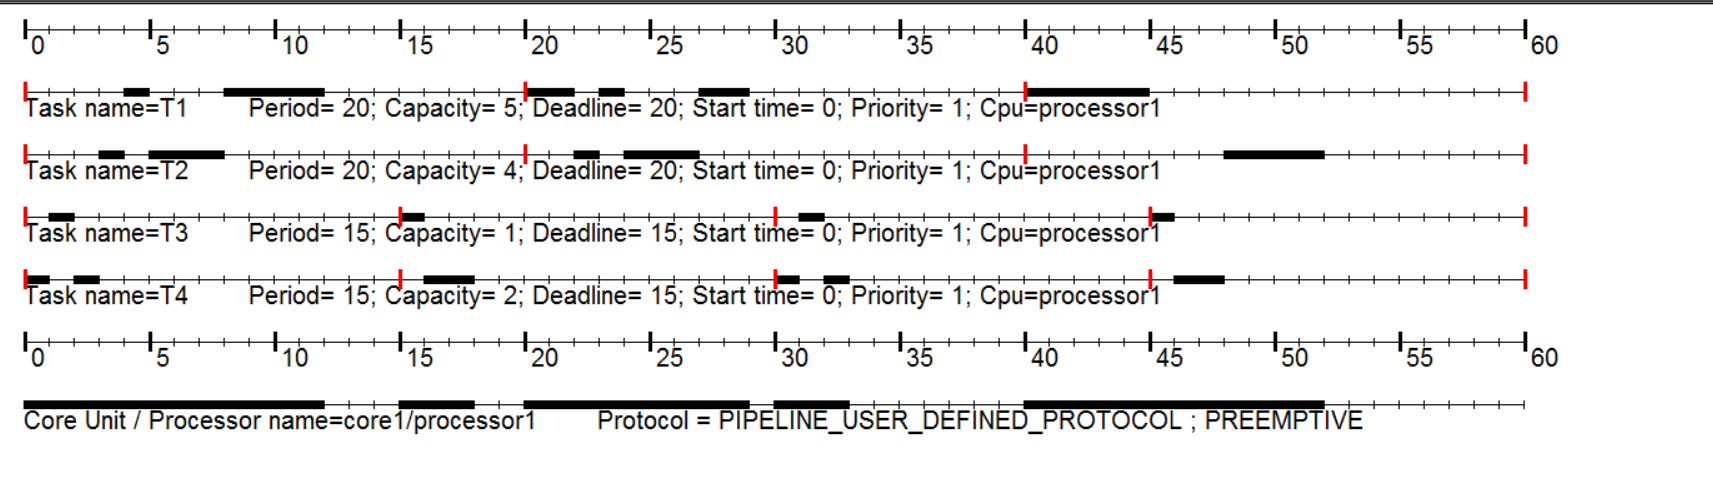 0 5 10 15 20 25 30 35 40 45 50 55 60
Task name=T1 Period= 20; Capacity= 5; Deadline= 20; Start time= 0; Priority= 1; Cpu=processor1
Task name=T2 Period= 20; Capacity= 4; Deadline= 20; Start time= 0; Priority= 1; Cpu=processor1
Task name=T3 Period= 15; Capacity= 1; Deadline= 15; Start time= 0; Priority= 1; Cpu=processor1
Task name=T4 Period= 15; Capacity= 2; Deadline= 15; Start time= 0; Priority= 1; Cpu=processor1
0 5 10 15 20 25 30 35 40 45 50 55 60
Core Unit / Processor name=core1/processor1 Protocol = PIPELINE_USER_DEFINED_PROTOCOL ; PREEMPTIVE